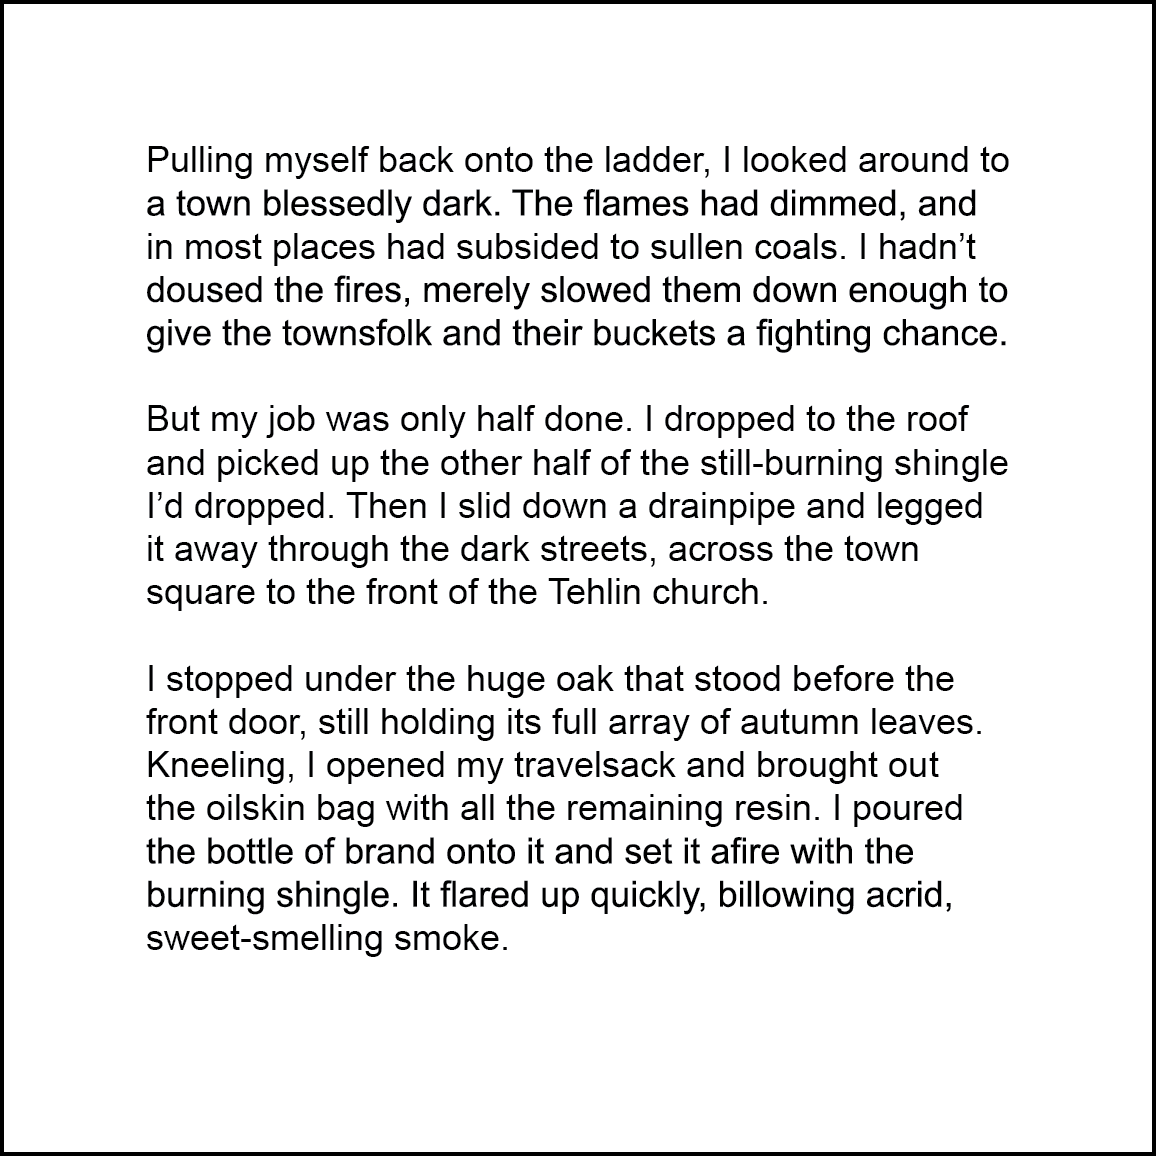 Pulling myself back onto the ladder, I looked around to
a town blessedly dark. The flames had dimmed, and
in most places had subsided to sullen coals. I hadn’t
doused the fires, merely slowed them down enough to
give the townsfolk and their buckets a fighting chance.

But my job was only half done. I dropped to the roof
and picked up the other half of the still-burning shingle
I’d dropped. Then I slid down a drainpipe and legged
it away through the dark streets, across the town
square to the front of the Tehlin church.

I stopped under the huge oak that stood before the
front door, still holding its full array of autumn leaves.
Kneeling, I opened my travelsack and brought out
the oilskin bag with all the remaining resin. I poured
the bottle of brand onto it and set it afire with the
burning shingle. It flared up quickly, billowing acrid,
sweet-smelling smoke.